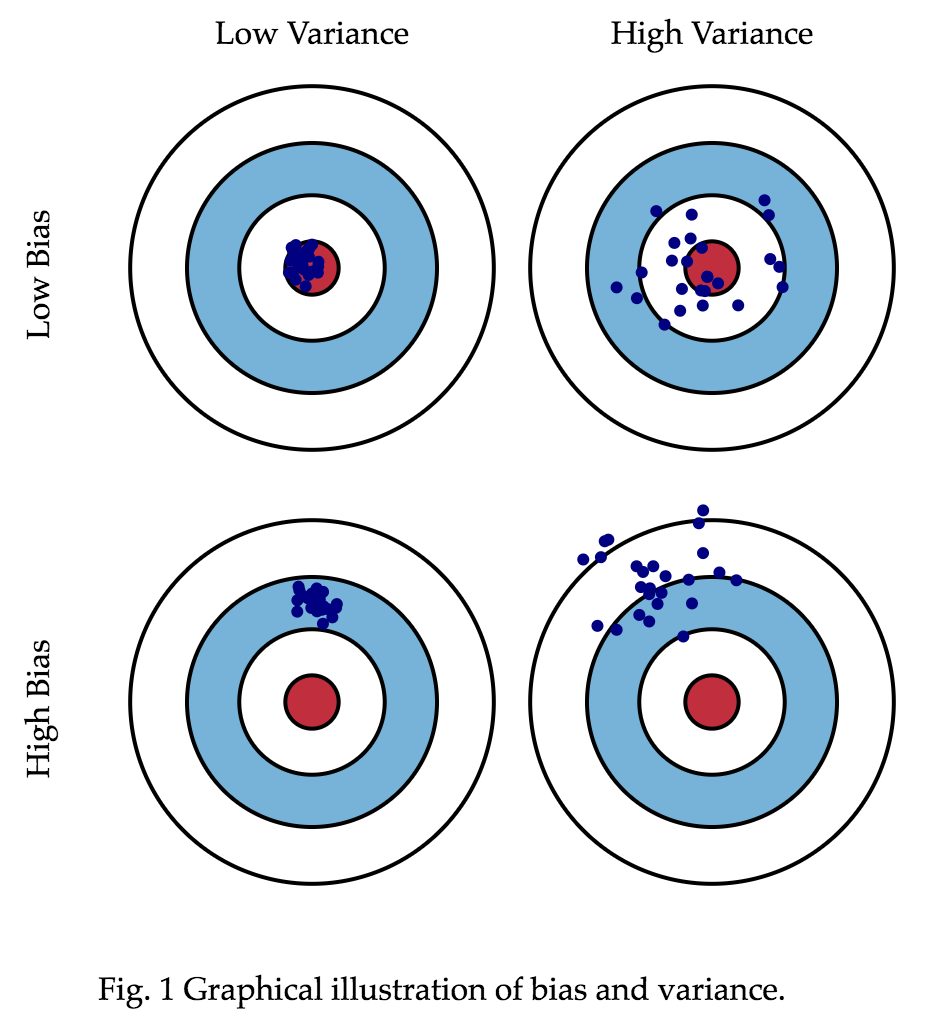 Low Variance
High Variance
Low Bias
High Bias
Fig. 1 Graphical illustration of bias and variance.